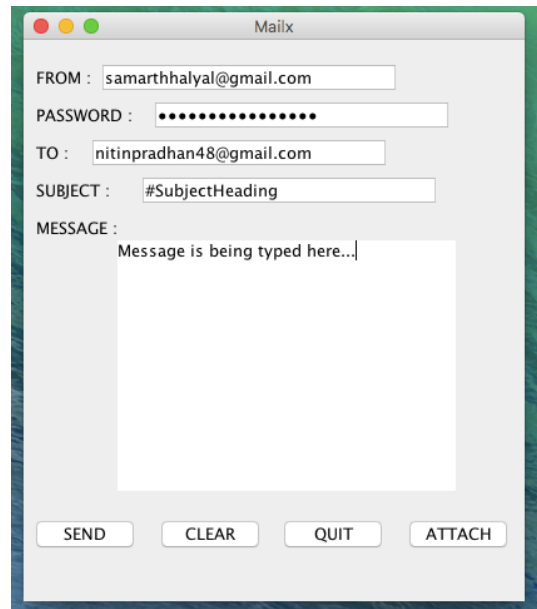 Mailx
FROM : samarthhalyal@gmail.com
PASSWORD : ••••••••••••••••
TO : nitinpradhan48@gmail.com
SUBJECT : #SubjectHeading
MESSAGE :
Message is being typed here...
SEND CLEAR QUIT ATTACH